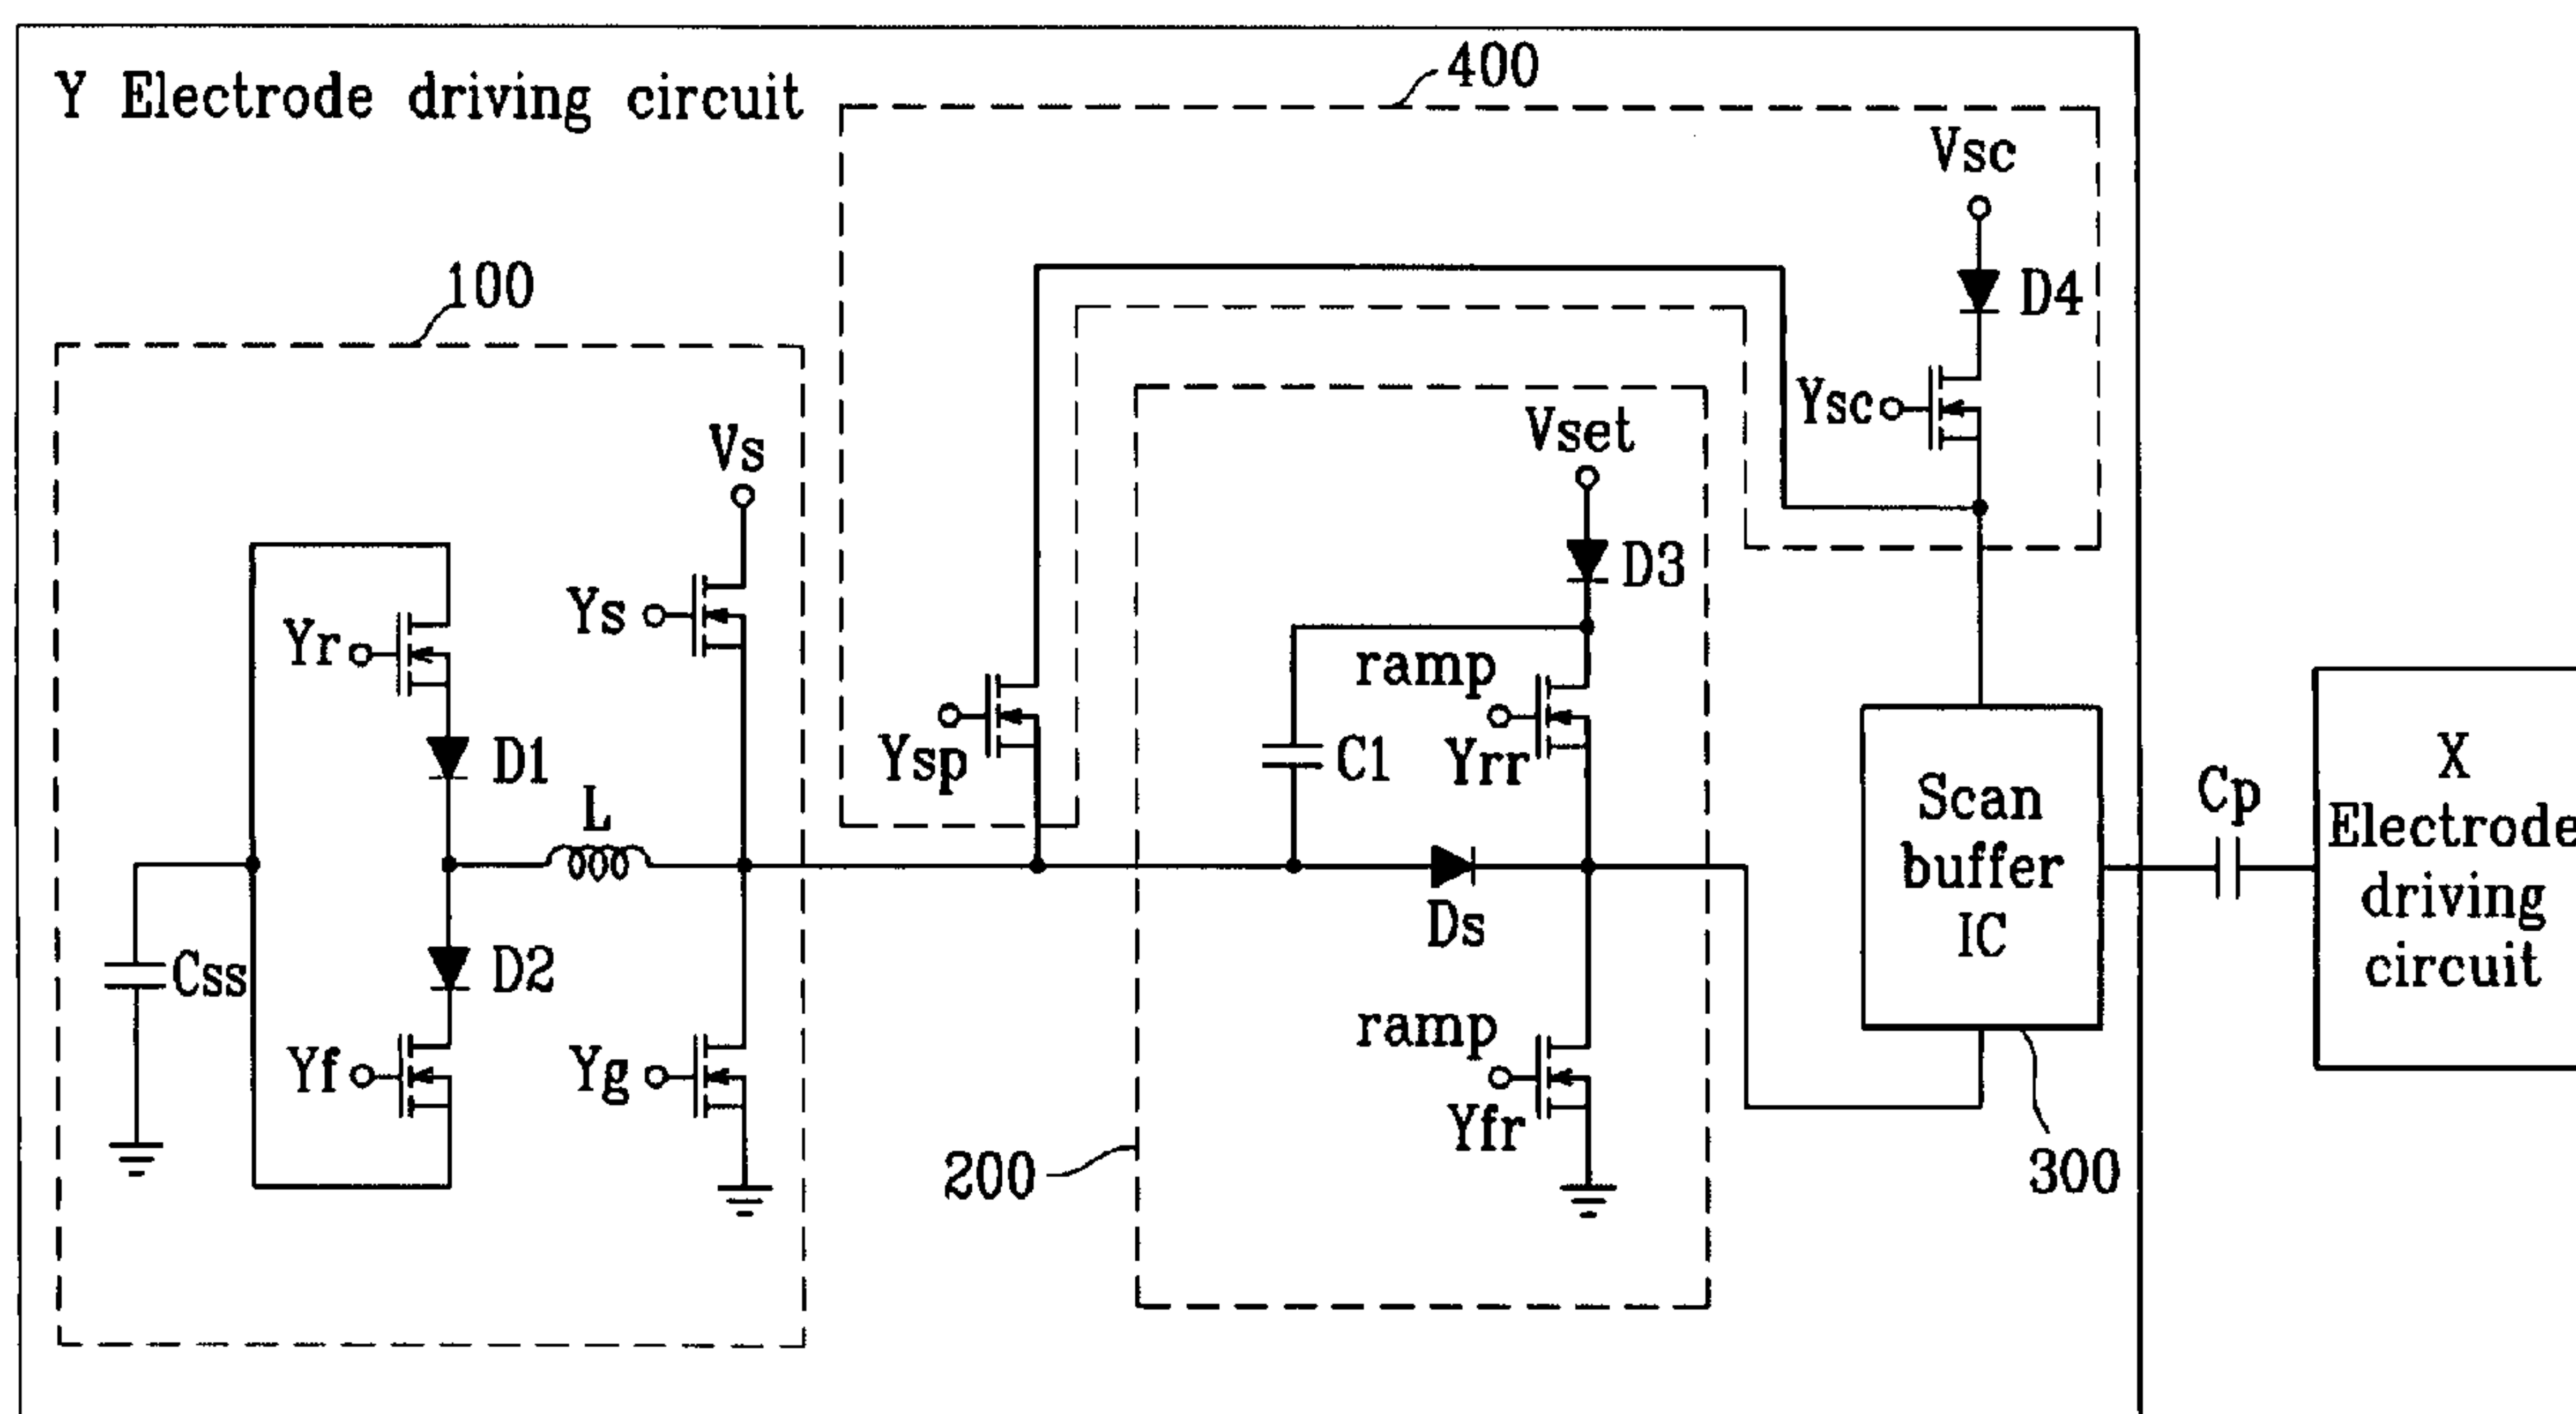 Y Electrode driving circuit
400
Vsc
D4
Ysc
100
Vs
Ys
Yr
D1
L
Css
D2
Yf
Yg
Ysp
Vset
D3
ramp
Yrr
C1
Ds
ramp
Yfr
200
Scan
buffer
IC
300
Cp
X
Electrode
driving
circuit